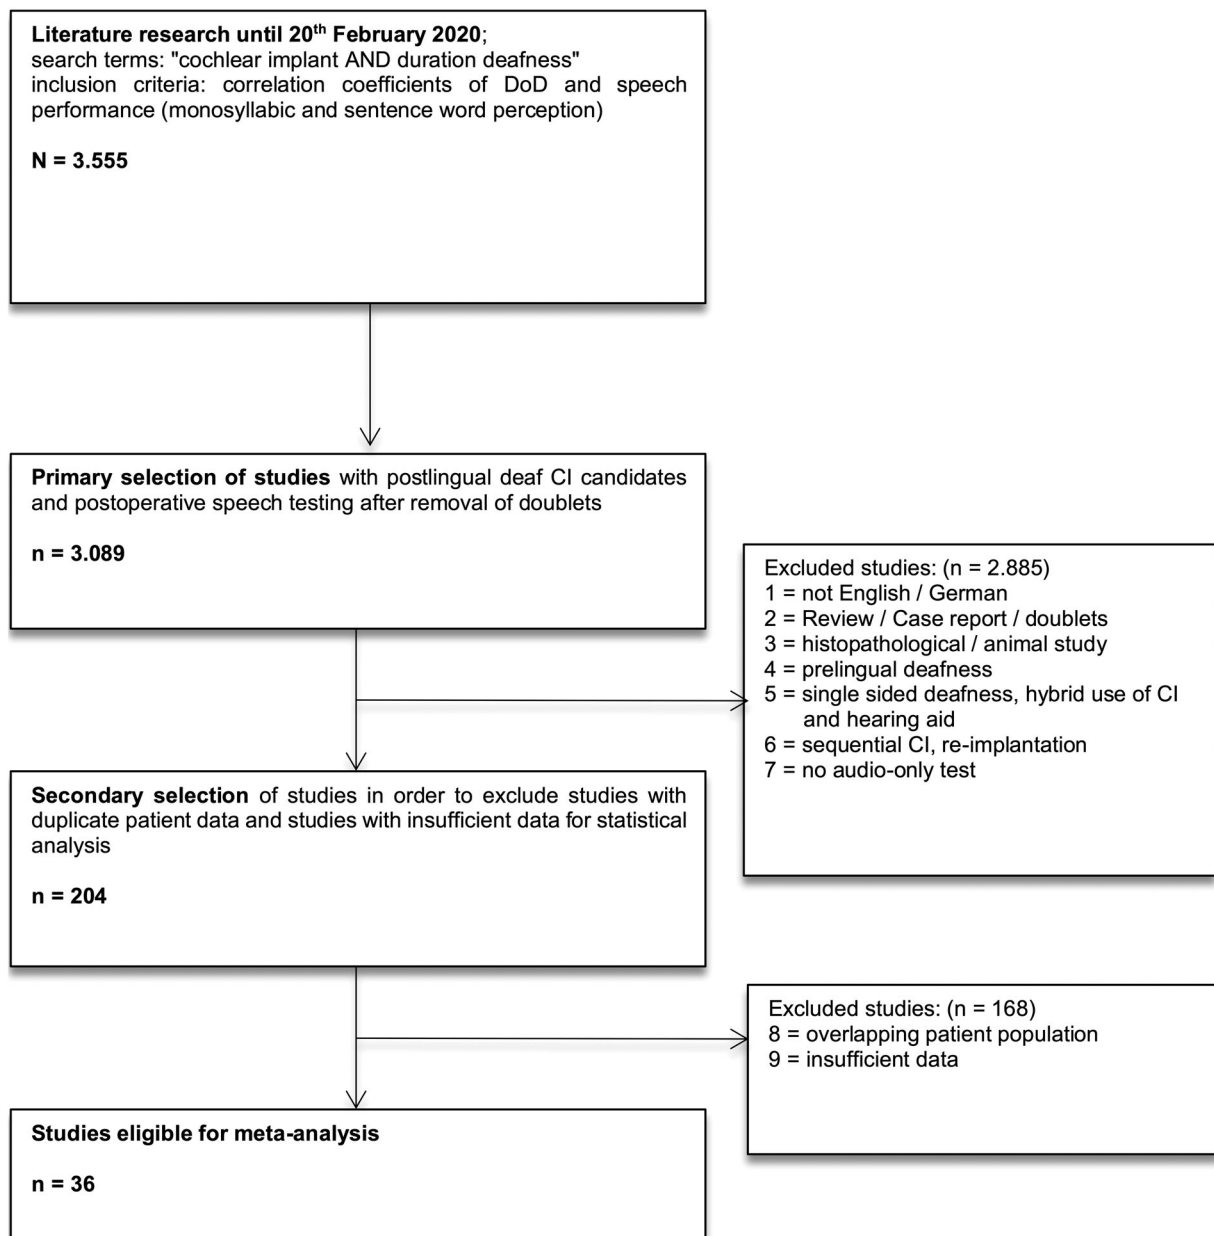 Literature research until 20th February 2020;
search terms: "cochlear implant AND duration deafness"
inclusion criteria: correlation coefficients of DoD and speech
performance (monosyllabic and sentence word perception)
N = 3.555
Primary selection of studies with postlingual deaf CI candidates
and postoperative speech testing after removal of doublets
n = 3.089
Excluded studies: (n = 2.885)
1 = not English / German
2 = Review / Case report / doublets
3 = histopathological / animal study
4 = prelingual deafness
5 = single sided deafness, hybrid use of CI
and hearing aid
6 = sequential CI, re-implantation
7 = no audio-only test
Secondary selection of studies in order to exclude studies with
duplicate patient data and studies with insufficient data for statistical
analysis
n = 204
Excluded studies: (n = 168)
8 = overlapping patient population
9 = insufficient data
Studies eligible for meta-analysis
n = 36